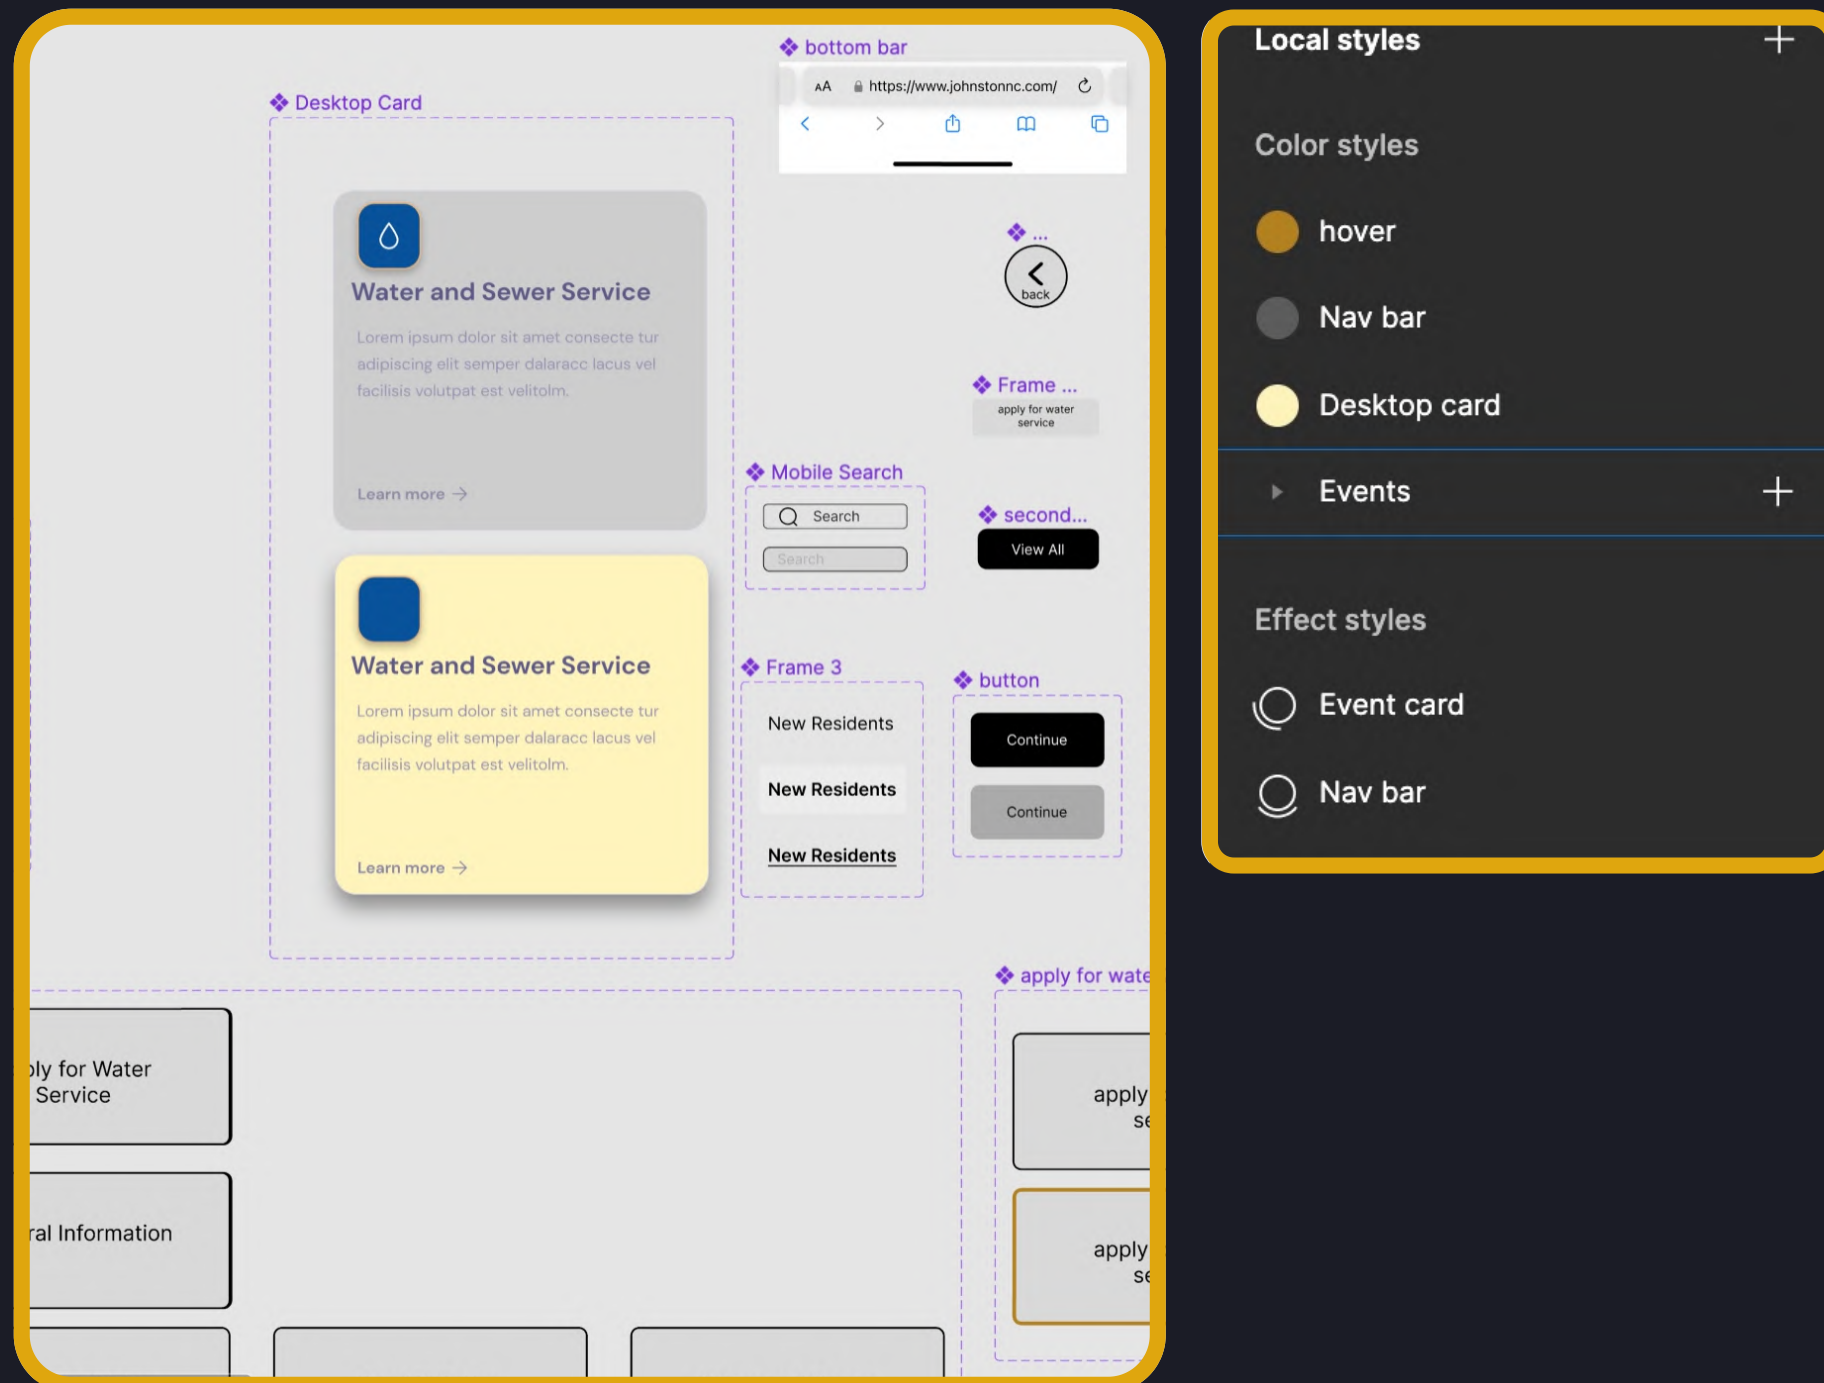 bottom bar
AA https://www.johnstonnc.com/
Desktop Card
Water and Sewer Service
Lorem ipsum dolor sit amet consecte tur
adipiscing elit semper dalaracc lacus vel
facilisis volutpat est velitolm.
Learn more →
Water and Sewer Service
Lorem ipsum dolor sit amet consecte tur
adipiscing elit semper dalaracc lacus vel
facilisis volutpat est velitolm.
Learn more →
...
back
Frame ...
apply for water
service
Mobile Search
Search
Search
second...
View All
Frame 3
New Residents
New Residents
New Residents
button
Continue
Continue
ply for Water
Service
ral Information
apply for wate
apply
se
apply
se
Local styles
Color styles
hover
Nav bar
Desktop card
Events
Effect styles
Event card
Nav bar